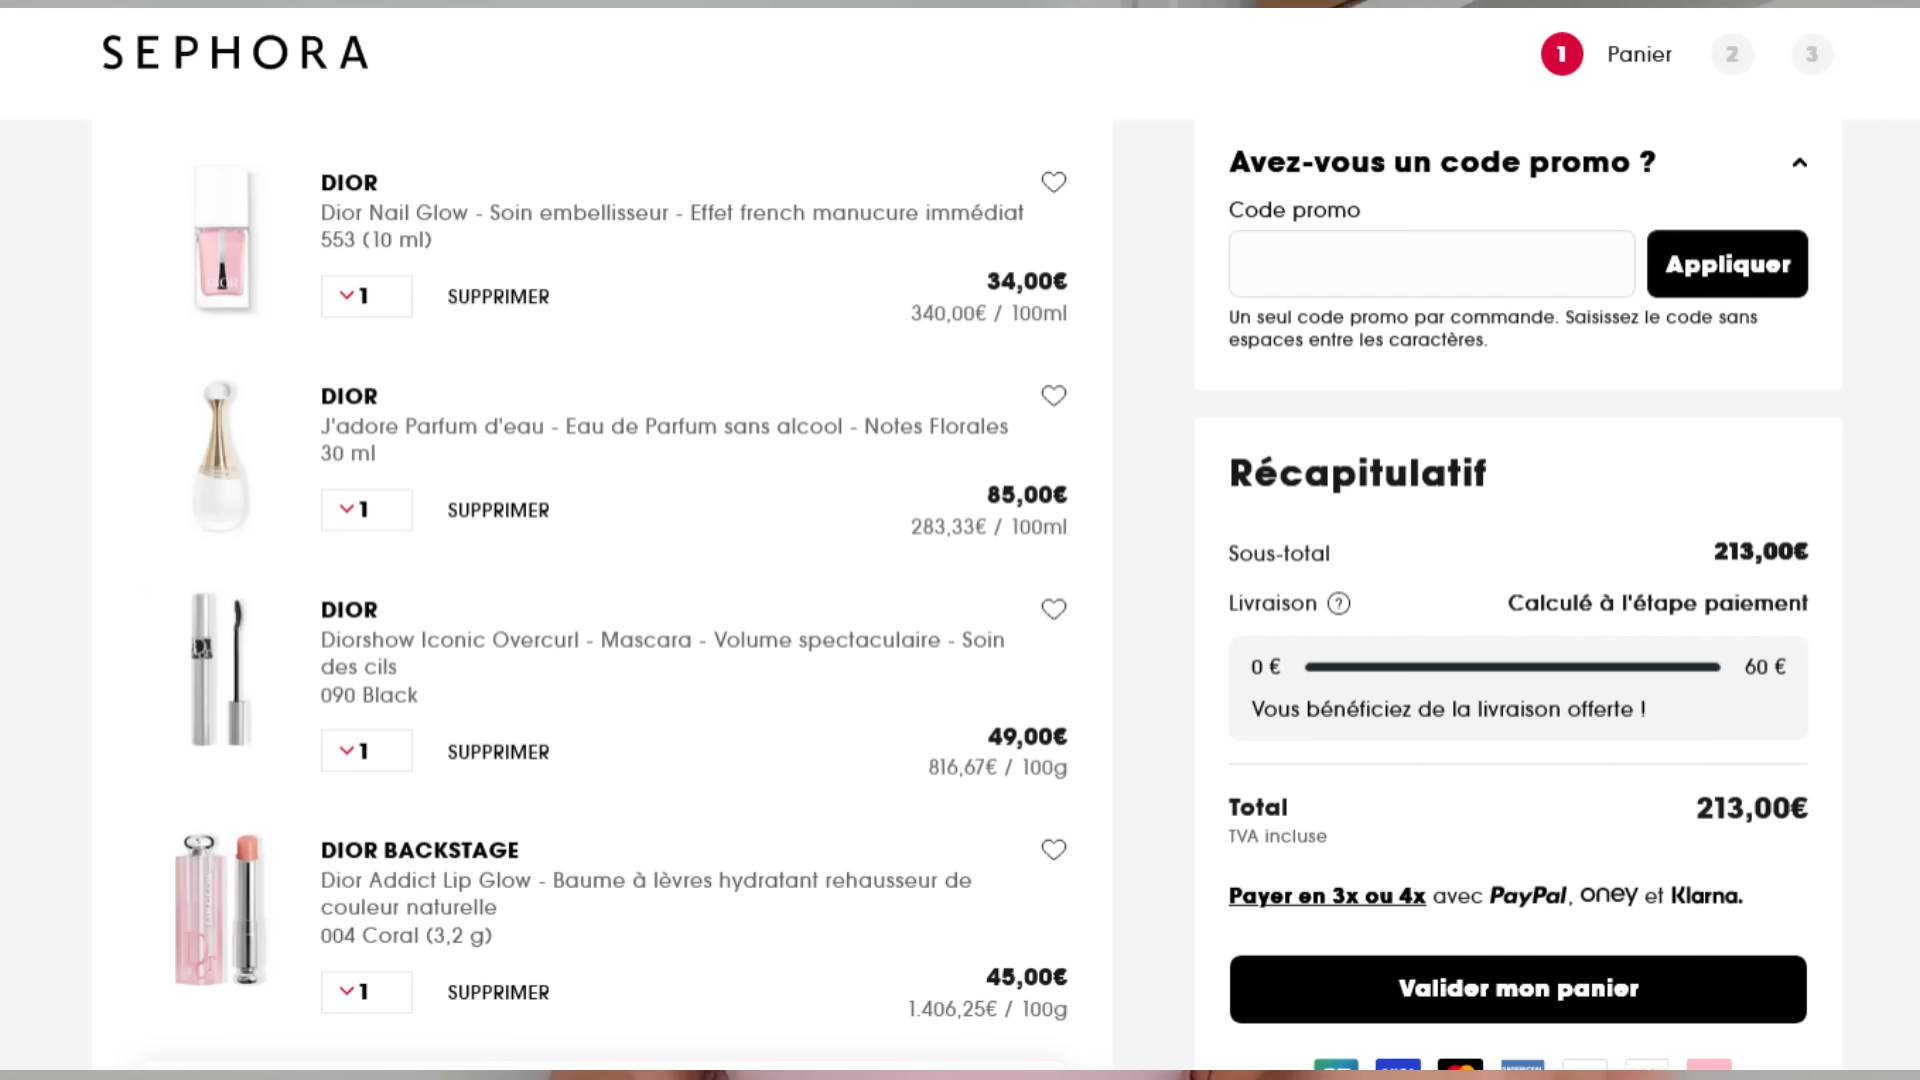 SEPHORA
1 Panier 2 3
DIOR
Dior Nail Glow - Soin embellisseur - Effet french manucure immédiat
553 (10 ml)
1 SUPPRIMER
34,00€
340,00€ / 100ml
DIOR
J'adore Parfum d'eau - Eau de Parfum sans alcool - Notes Florales
30 ml
1 SUPPRIMER
85,00€
283,33€ / 100ml
DIOR
Diorshow Iconic Overcurl - Mascara - Volume spectaculaire - Soin
des cils
090 Black
1 SUPPRIMER
49,00€
816,67€ / 100g
DIOR BACKSTAGE
Dior Addict Lip Glow - Baume à lèvres hydratant rehausseur de
couleur naturelle
004 Coral (3,2 g)
1 SUPPRIMER
45,00€
1.406,25€ / 100g
Avez-vous un code promo ?
Code promo
Appliquer
Un seul code promo par commande. Saisissez le code sans
espaces entre les caractères.
Récapitulatif
Sous-total 213,00€
Livraison ? Calculé à l'étape paiement
0 € 60 €
Vous bénéficiez de la livraison offerte !
Total 213,00€
TVA incluse
Payer en 3x ou 4x avec PayPal, oney et Klarna.
Valider mon panier